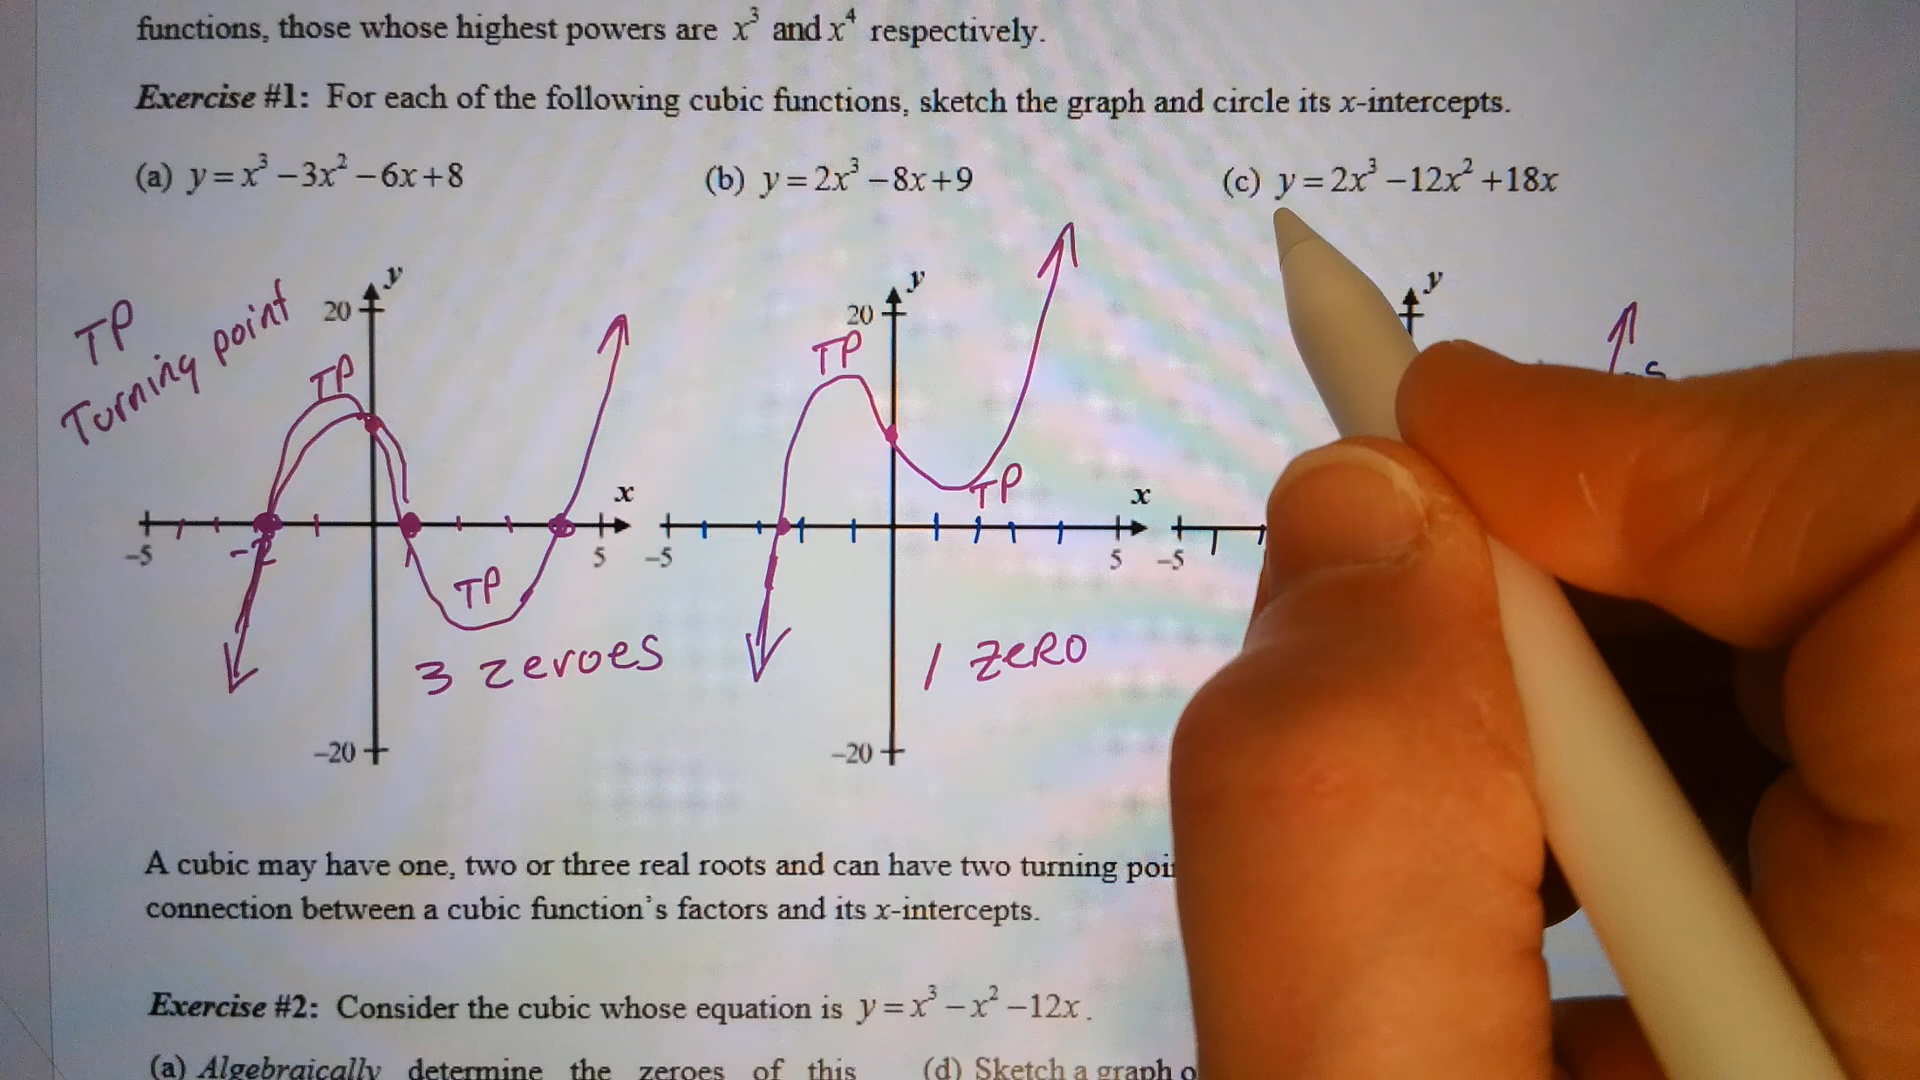 functions, those whose highest powers are x³ and x⁴ respectively.
Exercise #1: For each of the following cubic functions, sketch the graph and circle its x-intercepts.
(a) y = x³ – 3x² – 6x + 8
(b) y = 2x³ – 8x + 9
(c) y = 2x³ – 12x² + 18x
TP
Turning point
y
20
TP
x
-5
-2
5
TP
3 zeroes
-20
y
20
TP
TP
x
-5
5
1 ZERO
-20
y
-5
A cubic may have one, two or three real roots and can have two turning
connection between a cubic function's factors and its x-intercepts.
Exercise #2: Consider the cubic whose equation is y = x³ – x² – 12x.
(a) Algebraically determine the zeroes of this
(d) Sketch a graph